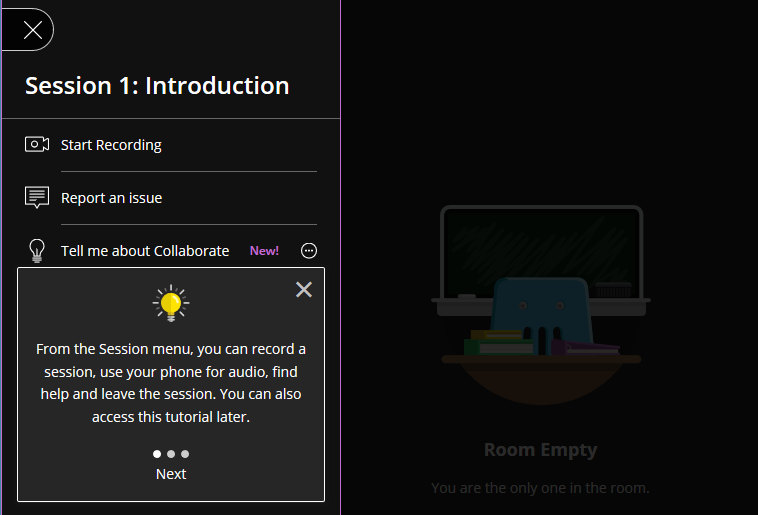 Session 1: Introduction
Start Recording
Report an issue
Tell me about Collaborate New!
From the Session menu, you can record a
session, use your phone for audio, find
help and leave the session. You can also
access this tutorial later.
Next
Room Empty
You are the only one in the room.